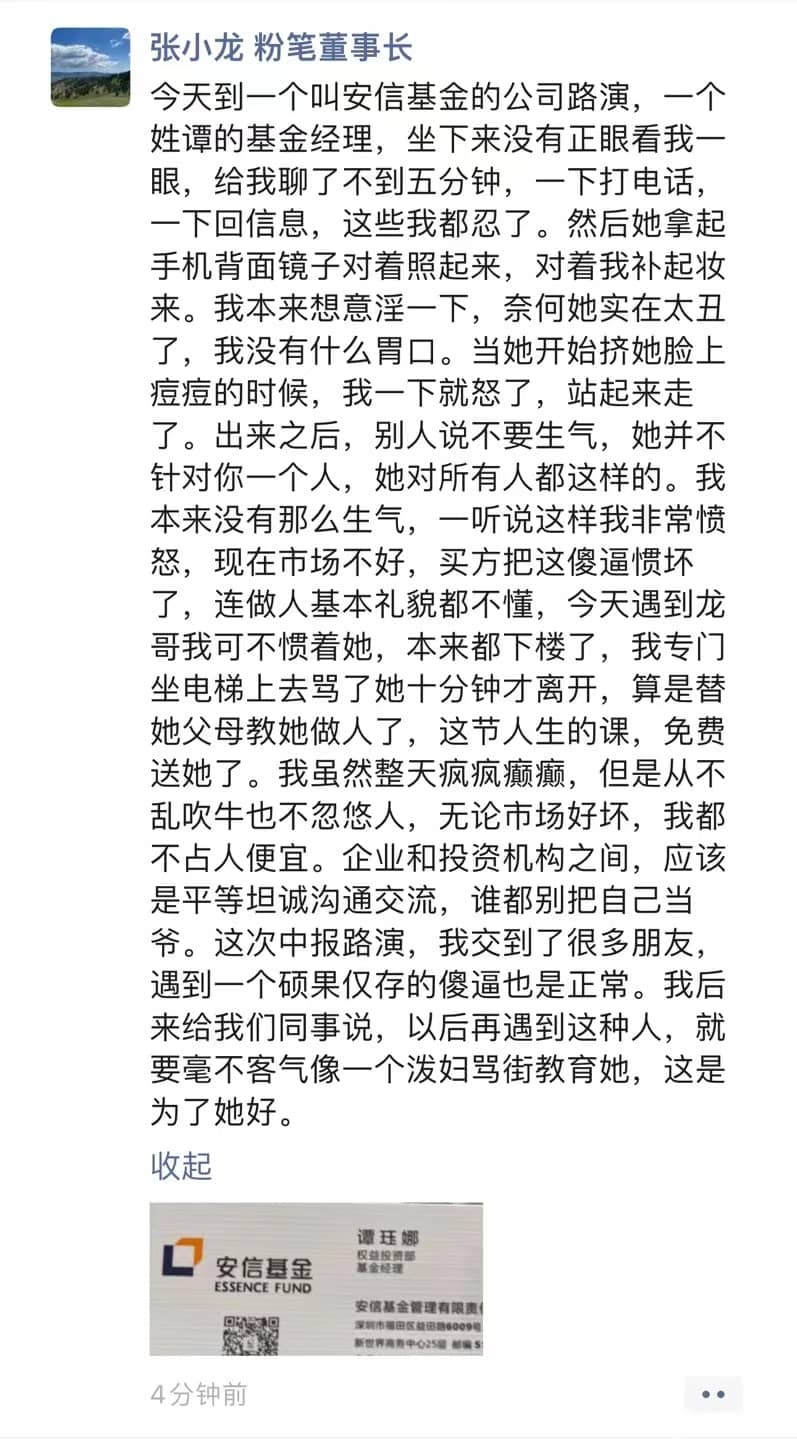 张小龙 粉笔董事长
今天到一个叫安信基金的公司路演，一个
姓谭的基金经理，坐下来没有正眼看我一
眼，给我聊了不到五分钟，一下打电话，
一下回信息，这些我都忍了。然后她拿起
手机背面镜子对着照起来，对着我补起妆
来。我本来想意淫一下，奈何她实在太丑
了，我没有什么胃口。当她开始挤她脸上
痘痘的时候，我一下就怒了，站起来走
了。出来之后，别人说不要生气，她并不
针对你一个人，她对所有人都这样的。我
本来没有那么生气，一听说这样我非常愤
怒，现在市场不好，买方把这傻逼惯坏
了，连做人基本礼貌都不懂，今天遇到龙
哥我可不惯着她，本来都下楼了，我专门
坐电梯上去骂了她十分钟才离开，算是替
她父母教她做人了，这节人生的课，免费
送她了。我虽然整天疯疯癫癫，但是从不
乱吹牛也不忽悠人，无论市场好坏，我都
不占人便宜。企业和投资机构之间，应该
是平等坦诚沟通交流，谁都别把自己当
爷。这次中报路演，我交到了很多朋友，
遇到一个硕果仅存的傻逼也是正常。我后
来给我们同事说，以后再遇到这种人，就
要毫不客气像一个泼妇骂街教育她，这是
为了她好。
收起
安信基金
ESSENCE FUND
谭珏娜
权益投资部
基金经理
安信基金管理有限责
深圳市福田区益田路6009号
新世界商务中心25层 邮编
4分钟前